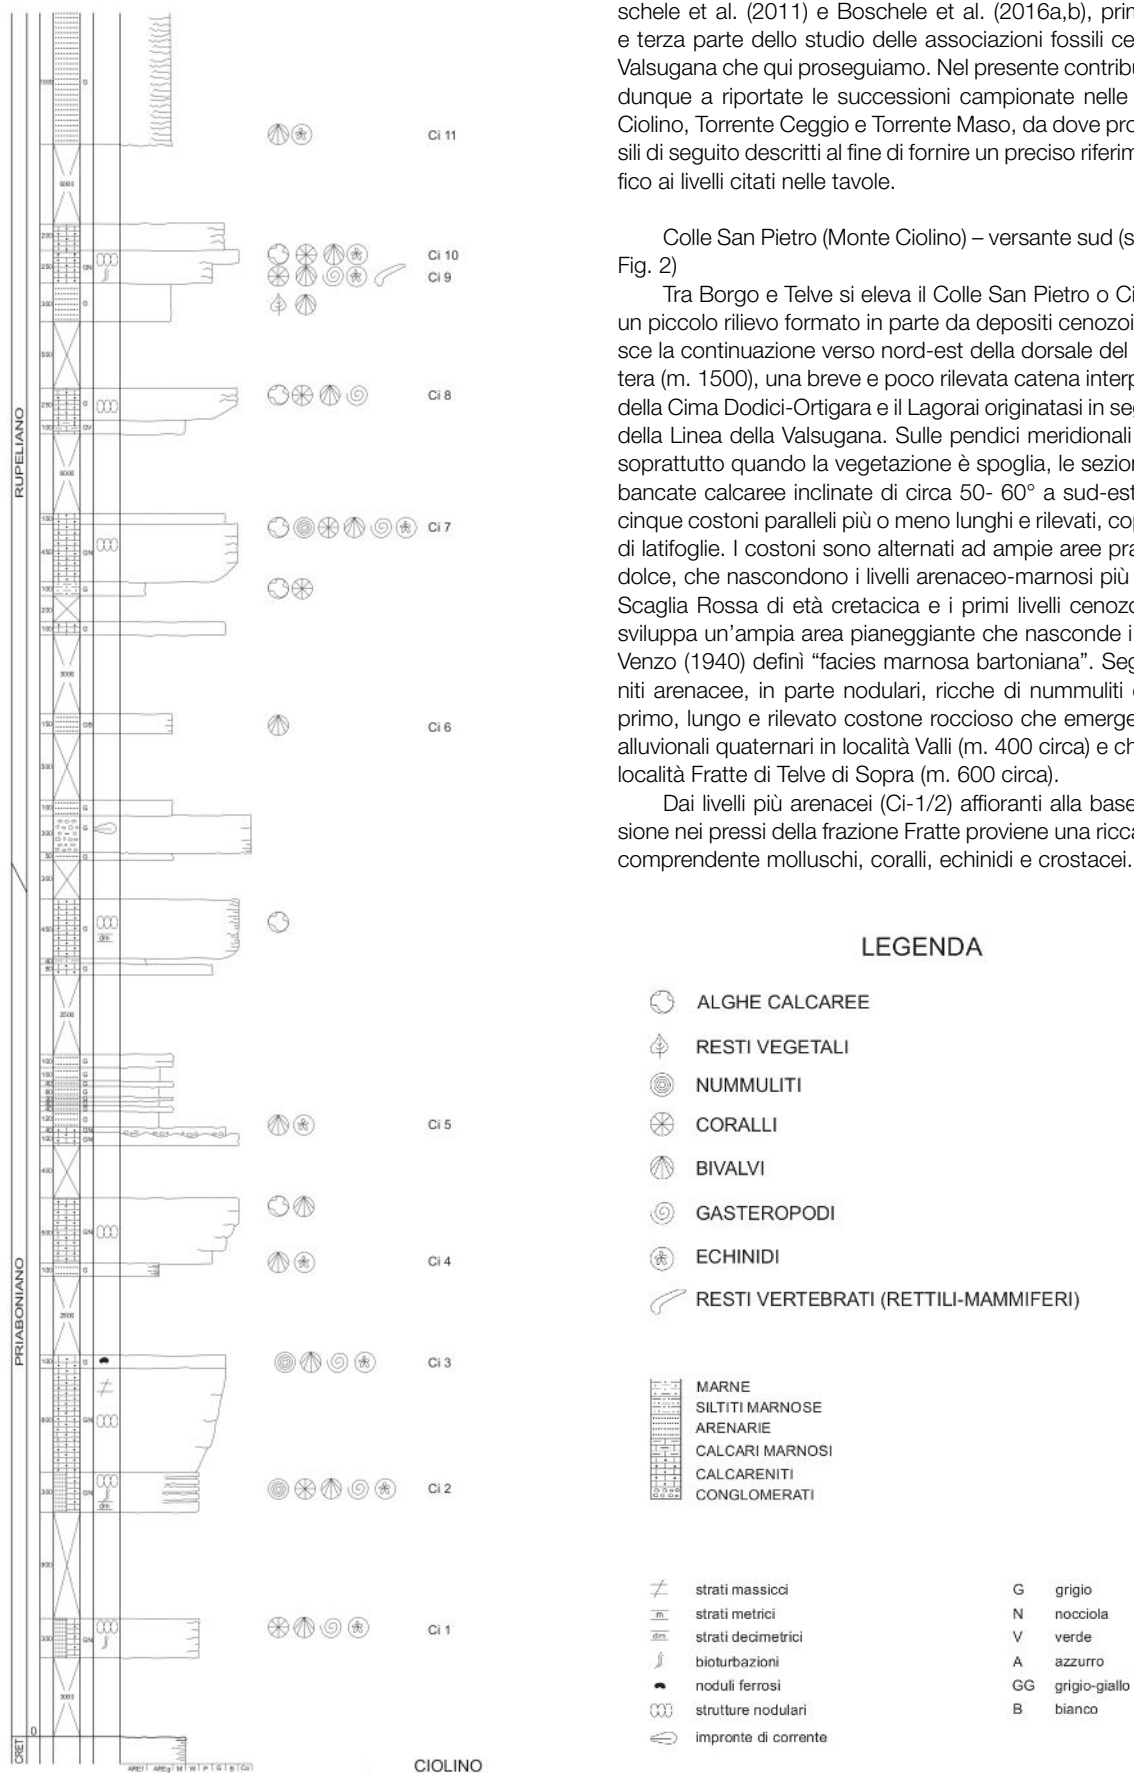 schele et al. (2011) e Boschele et al. (2016a,b), prim
e terza parte dello studio delle associazioni fossili ce
Valsugana che qui proseguiamo. Nel presente contribu
dunque a riportate le successioni campionate nelle
Ciolino, Torrente Ceggio e Torrente Maso, da dove pro
sili di seguito descritti al fine di fornire un preciso riferim
fico ai livelli citati nelle tavole.
Colle San Pietro (Monte Ciolino) – versante sud (s
Fig. 2)
Tra Borgo e Telve si eleva il Colle San Pietro o Ci
un piccolo rilievo formato in parte da depositi cenozoi
sce la continuazione verso nord-est della dorsale del
tera (m. 1500), una breve e poco rilevata catena interp
della Cima Dodici-Ortigara e il Lagorai originatasi in seg
della Linea della Valsugana. Sulle pendici meridionali
soprattutto quando la vegetazione è spoglia, le sezion
bancate calcaree inclinate di circa 50- 60° a sud-est
cinque costoni paralleli più o meno lunghi e rilevati, cop
di latifoglie. I costoni sono alternati ad ampie aree pra
dolce, che nascondono i livelli arenaceo-marnosi più
Scaglia Rossa di età cretacica e i primi livelli cenozo
sviluppa un'ampia area pianeggiante che nasconde i
Venzo (1940) definì “facies marnosa bartoniana”. Seg
niti arenacee, in parte nodulari, ricche di nummuliti
primo, lungo e rilevato costone roccioso che emerge
alluvionali quaternari in località Valli (m. 400 circa) e ch
località Fratte di Telve di Sopra (m. 600 circa).
Dai livelli più arenacei (Ci-1/2) affioranti alla base
sione nei pressi della frazione Fratte proviene una ricca
comprendente molluschi, coralli, echinidi e crostacei.
RUPELIANO
PRIABONIANO
CRET
0
Ci 11
Ci 10
Ci 9
Ci 8
Ci 7
Ci 6
Ci 5
Ci 4
Ci 3
Ci 2
Ci 1
CIOLINO
LEGENDA
ALGHE CALCAREE
RESTI VEGETALI
NUMMULITI
CORALLI
BIVALVI
GASTEROPODI
ECHINIDI
RESTI VERTEBRATI (RETTILI-MAMMIFERI)
MARNE
SILTITI MARNOSE
ARENARIE
CALCARI MARNOSI
CALCARENITI
CONGLOMERATI
strati massicci
m strati metrici
dm strati decimetrici
bioturbazioni
noduli ferrosi
strutture nodulari
impronte di corrente
G grigio
N nocciola
V verde
A azzurro
GG grigio-giallo
B bianco